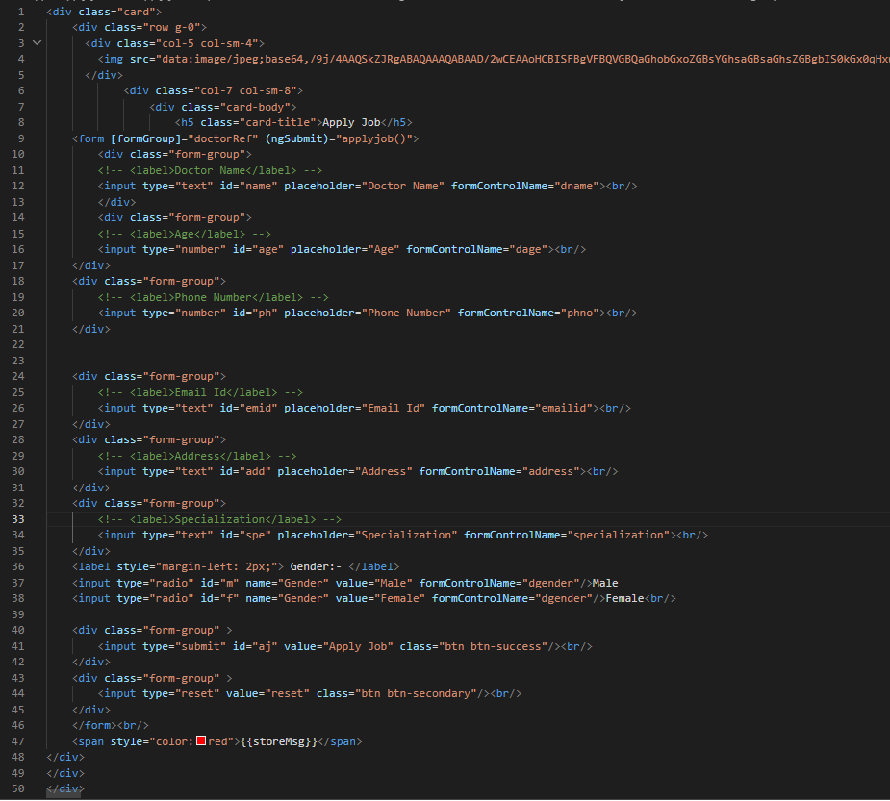 1 <div class="card">
2 <div class="row g-0">
3 <div class="col-5 col-sm-4">
4 <img src="data:image/jpeg;base64,
5 </div>
6 <div class="col-7 col-sm-8">
7 <div class="card-body">
8 <h5 class="card-title">Apply Job</h5>
9 <form [formGroup]="doctorRef" (ngSubmit)="applyjob()">
10 <div class="form-group">
11 <!-- <label>Doctor Name</label> -->
12 <input type="text" id="name" placeholder="Doctor Name" formControlName="dname"><br/>
13 </div>
14 <div class="form-group">
15 <!-- <label>Age</label> -->
16 <input type="number" id="age" placeholder="Age" formControlName="dage"><br/>
17 </div>
18 <div class="form-group">
19 <!-- <label>Phone Number</label> -->
20 <input type="number" id="ph" placeholder="Phone Number" formControlName="phno"><br/>
21 </div>
22
23
24 <div class="form-group">
25 <!-- <label>Email Id</label> -->
26 <input type="text" id="emid" placeholder="Email Id" formControlName="emailid"><br/>
27 </div>
28 <div class="form-group">
29 <!-- <label>Address</label> -->
30 <input type="text" id="add" placeholder="Address" formControlName="address"><br/>
31 </div>
32 <div class="form-group">
33 <!-- <label>Specialization</label> -->
34 <input type="text" id="spe" placeholder="Specialization" formControlName="specialization"><br/>
35 </div>
36 <label style="margin-left: 2px;"> Gender:- </label>
37 <input type="radio" id="m" name="Gender" value="Male" formControlName="dgender"/>Male
38 <input type="radio" id="f" name="Gender" value="Female" formControlName="dgender"/>Female<br/>
39
40 <div class="form-group" >
41 <input type="submit" id="aj" value="Apply Job" class="btn btn-success"/><br/>
42 </div>
43 <div class="form-group" >
44 <input type="reset" value="reset" class="btn btn-secondary"/><br/>
45 </div>
46 </form><br/>
47 <span style="color:red">{{storeMsg}}</span>
48 </div>
49 </div>
50 </div>